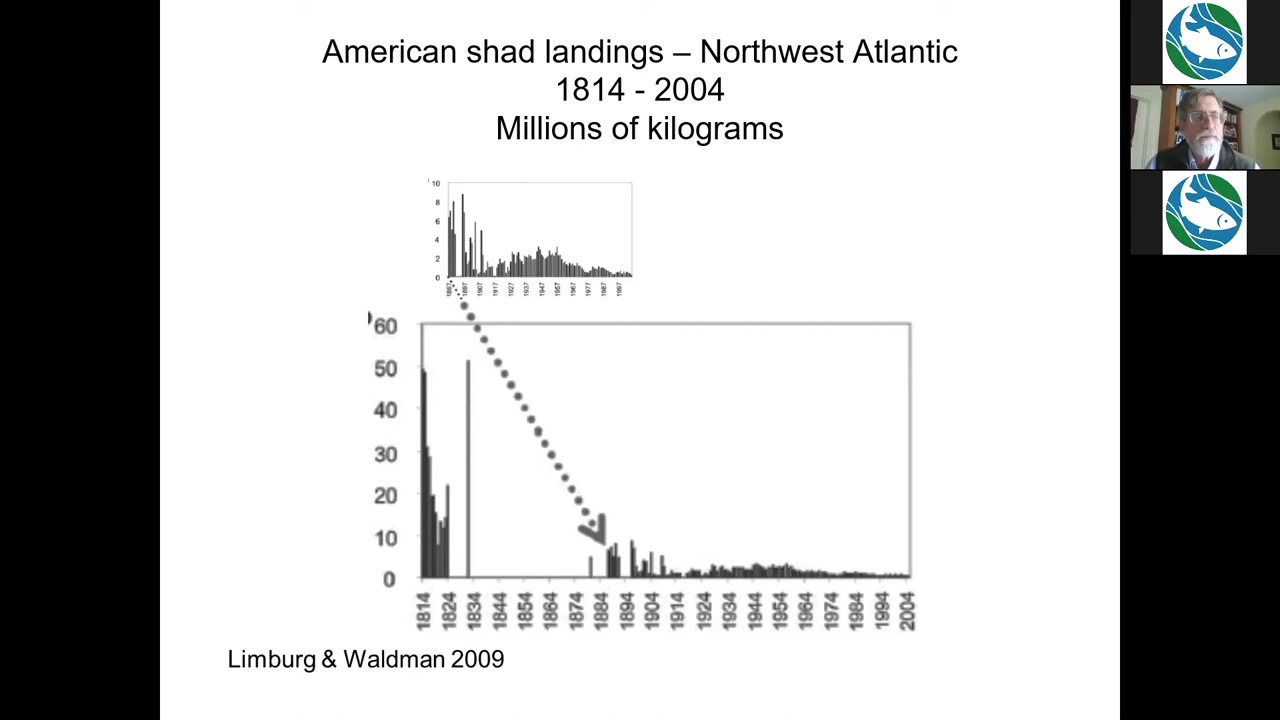 American shad landings – Northwest Atlantic
1814 - 2004
Millions of kilograms
10
8
6
4
2
0
1887 1897 1907 1917 1927 1937 1947 1957 1967 1977 1987 1997
60
50
40
30
20
10
0
1814 1824 1834 1844 1854 1864 1874 1884 1894 1904 1914 1924 1934 1944 1954 1964 1974 1984 1994 2004
Limburg & Waldman 2009